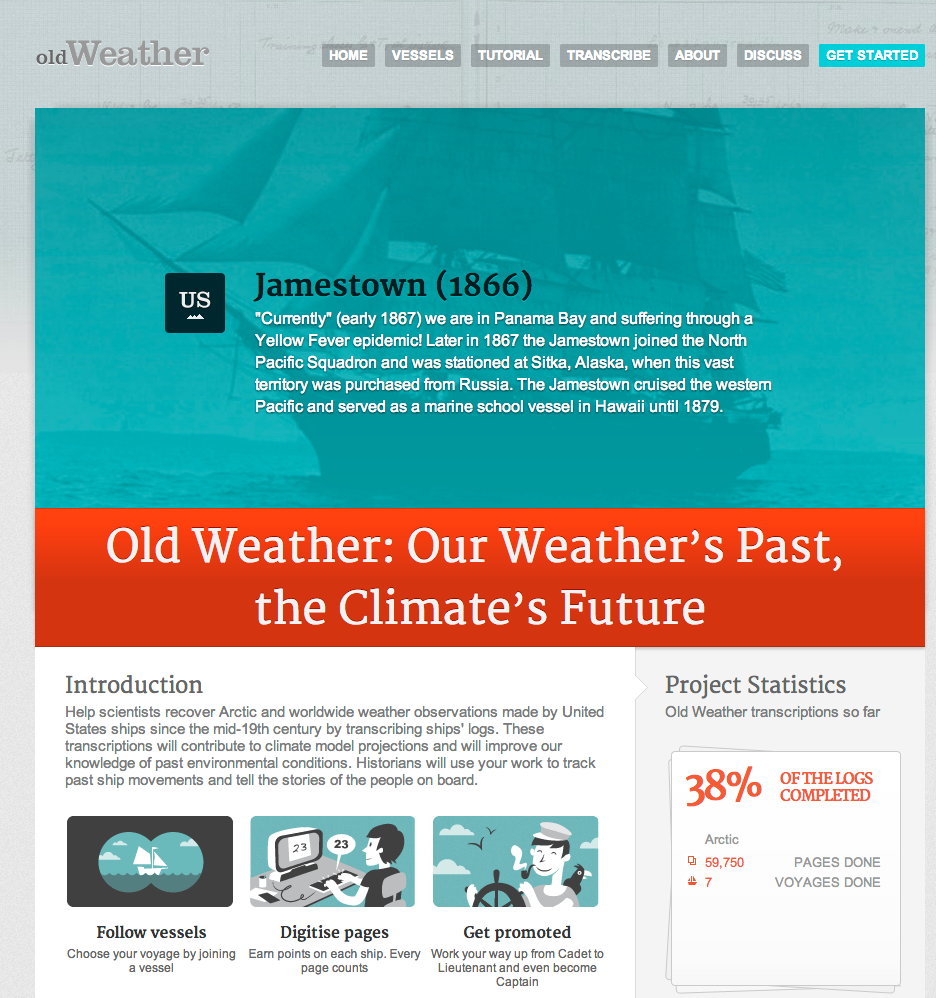 oldWeather
HOME VESSELS TUTORIAL TRANSCRIBE ABOUT DISCUSS GET STARTED
US
Jamestown (1866)
"Currently" (early 1867) we are in Panama Bay and suffering through a
Yellow Fever epidemic! Later in 1867 the Jamestown joined the North
Pacific Squadron and was stationed at Sitka, Alaska, when this vast
territory was purchased from Russia. The Jamestown cruised the western
Pacific and served as a marine school vessel in Hawaii until 1879.
Old Weather: Our Weather’s Past,
the Climate’s Future
Introduction
Help scientists recover Arctic and worldwide weather observations made by United
States ships since the mid-19th century by transcribing ships' logs. These
transcriptions will contribute to climate model projections and will improve our
knowledge of past environmental conditions. Historians will use your work to track
past ship movements and tell the stories of the people on board.
23
23
Follow vessels
Choose your voyage by joining
a vessel
Digitise pages
Earn points on each ship. Every
page counts
Get promoted
Work your way up from Cadet to
Lieutenant and even become
Captain
Project Statistics
Old Weather transcriptions so far
38% OF THE LOGS
COMPLETED
Arctic
59,750 PAGES DONE
7 VOYAGES DONE